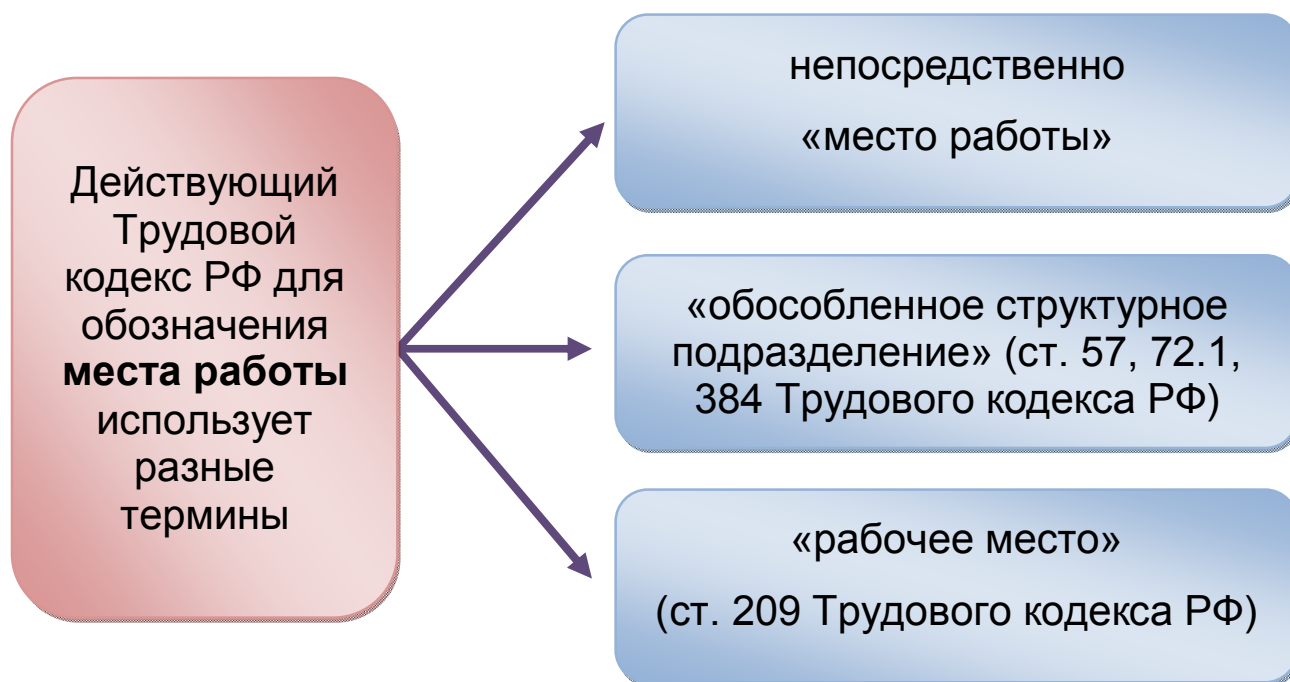 Действующий
Трудовой
кодекс РФ для
обозначения
места работы
использует
разные
термины
непосредственно
«место работы»
«обособленное структурное
подразделение» (ст. 57, 72.1,
384 Трудового кодекса РФ)
«рабочее место»
(ст. 209 Трудового кодекса РФ)